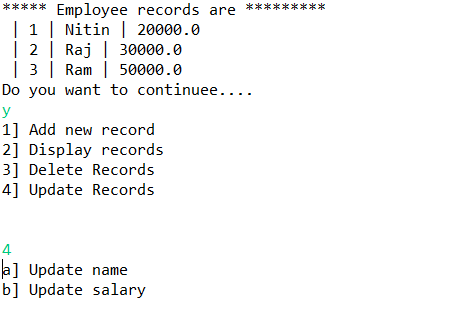 ***** Employee records are *********
| 1 | Nitin | 20000.0
| 2 | Raj | 30000.0
| 3 | Ram | 50000.0
Do you want to continuee....
y
1] Add new record
2] Display records
3] Delete Records
4] Update Records
4
a] Update name
b] Update salary